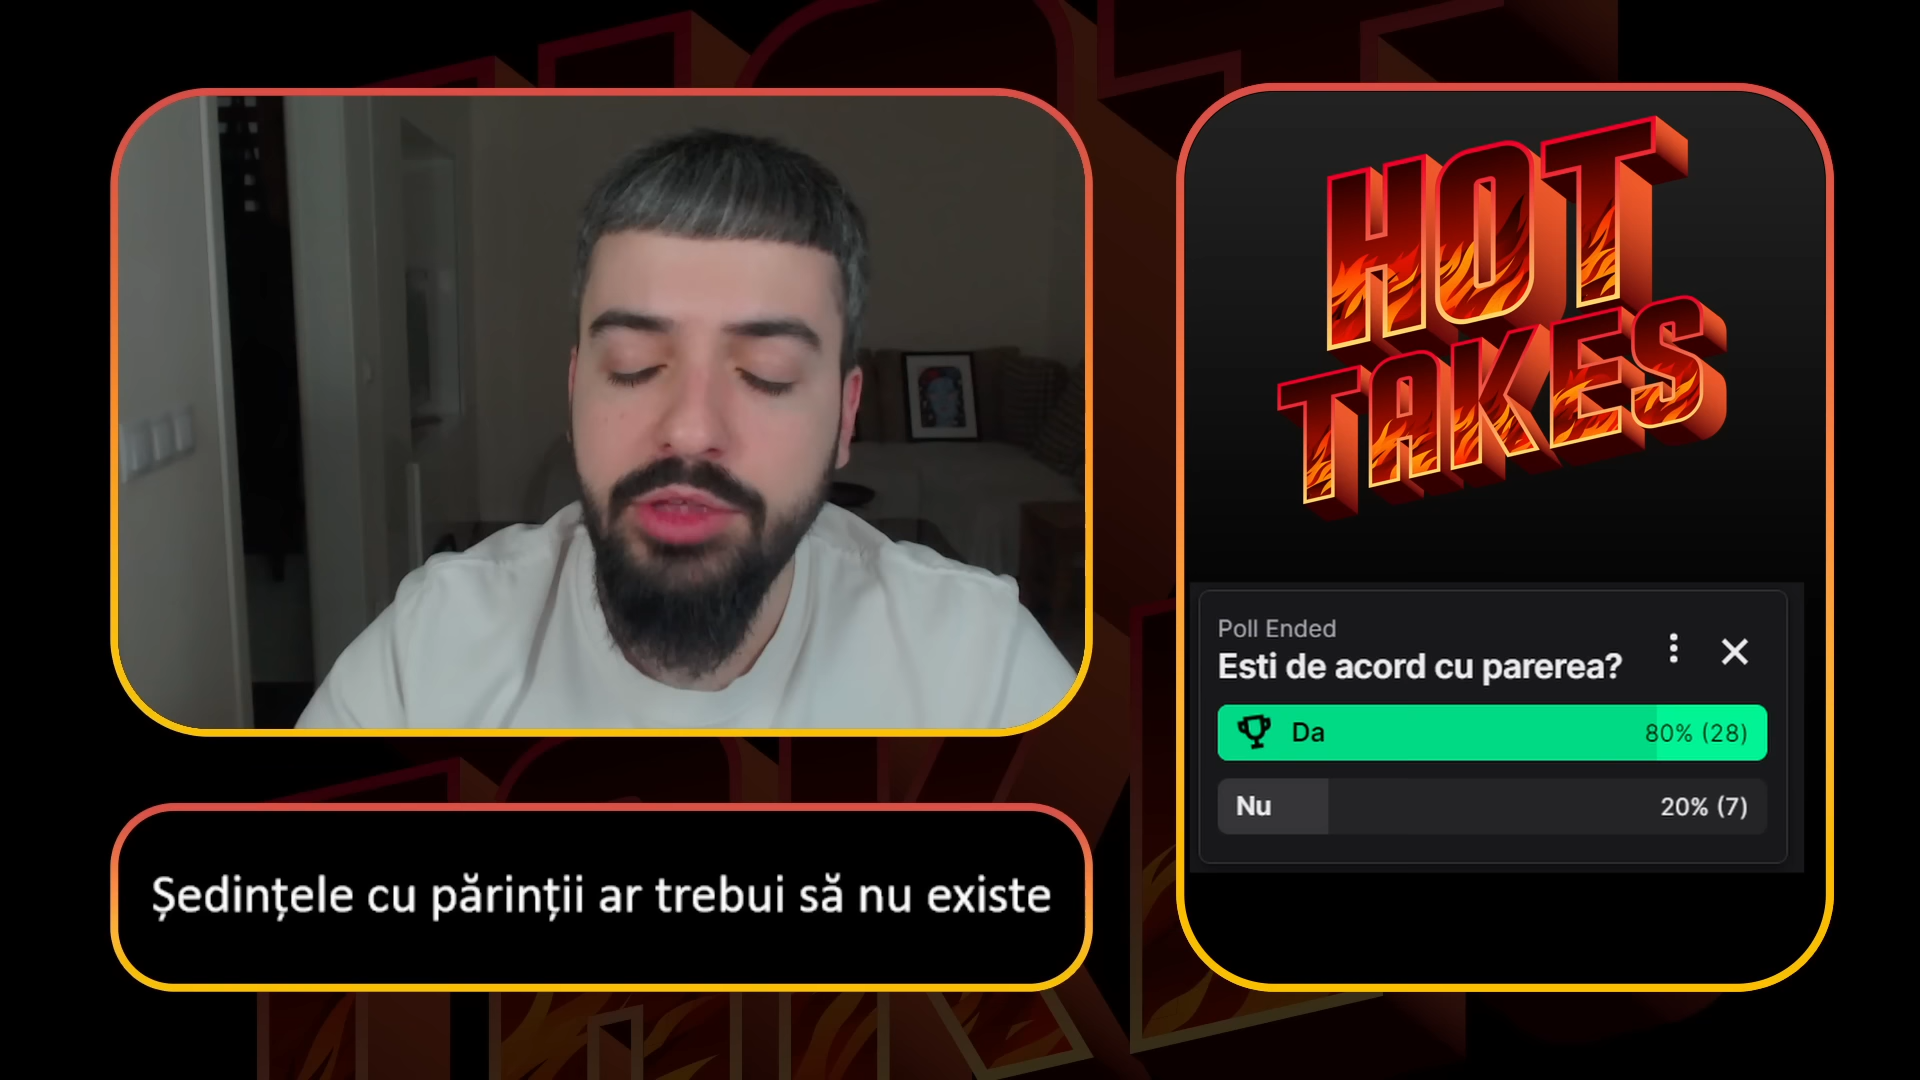 HOT
TAKES
Poll Ended
Esti de acord cu parerea?
Da 80% (28)
Nu 20% (7)
Ședințele cu părinții ar trebui să nu existe